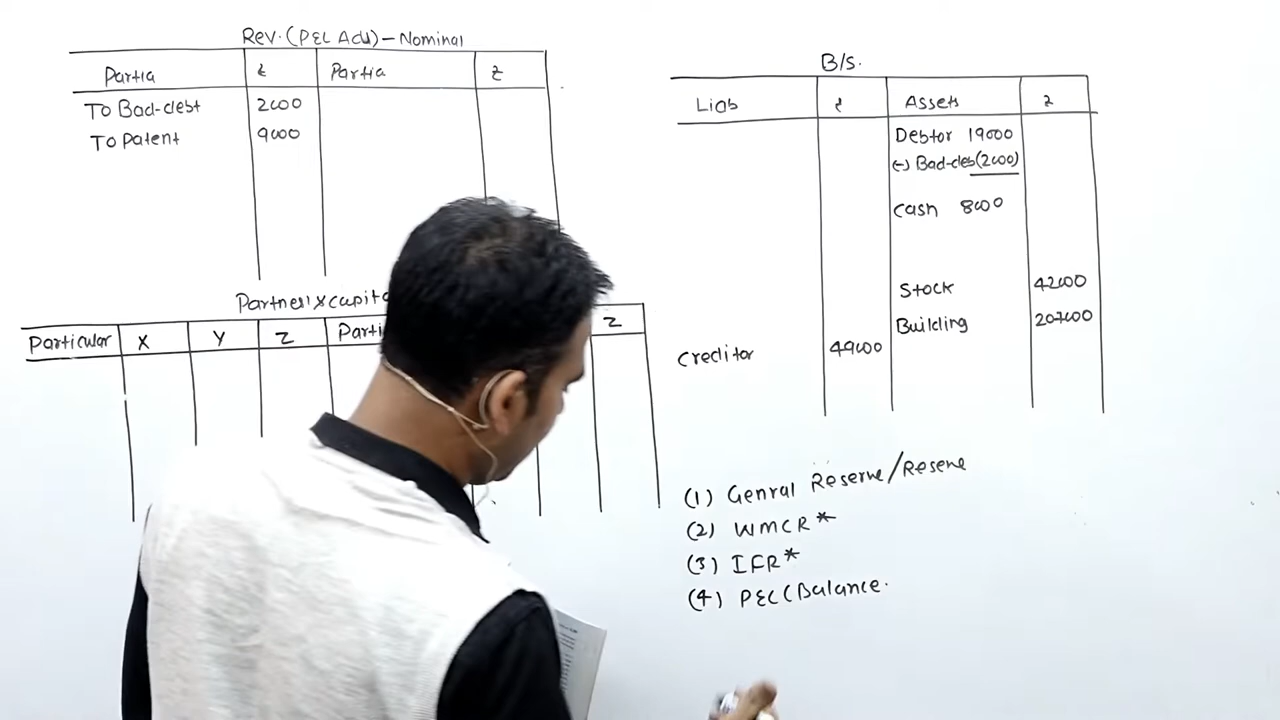 Rev. (P&L Adj) - Nominal
Partia ₹ Partia ₹
To Bad-debt 2000
To Patent 9000
Partner's capita
Particular X Y Z Parti Z
B/s.
Liab ₹ Assets ₹
Debtor 19000
(-) Bad-deb (2000)
Cash 8000
Stock 42000
Building 207000
Creditor 49000
(1) Genral Reserve/Reserve
(2) WMCR*
(3) IFR*
(4) P&L (Balance.